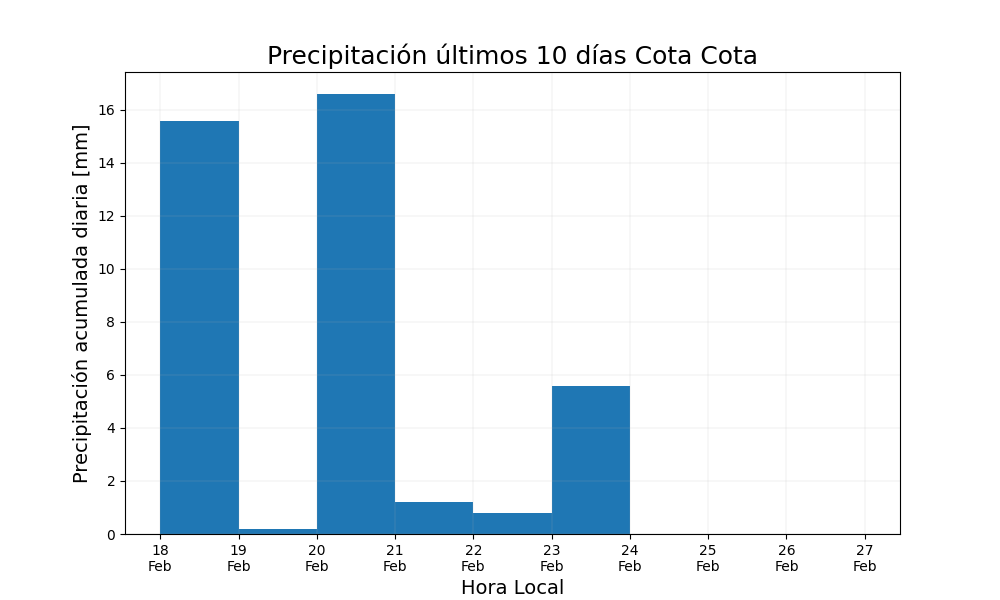 Precipitación últimos 10 días Cota Cota
Precipitación acumulada diaria [mm]
16
14
12
10
8
6
4
2
0
18 19 20 21 22 23 24 25 26 27
Feb Feb Feb Feb Feb Feb Feb Feb Feb Feb
Hora Local